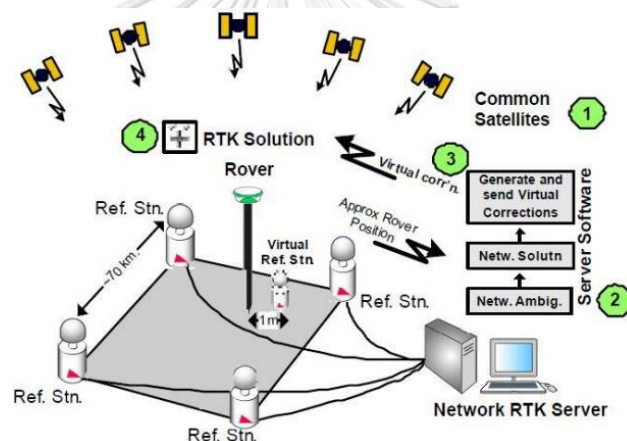 Common
Satellites
1
4
RTK Solution
3
Virtual corr'n.
Generate and
send Virtual
Corrections
Server Software
Rover
Ref. Stn.
Approx Rover
Position
Netw. Solutn
~70 km.
Virtual
Ref. Stn.
Ref. Stn.
1m
Netw. Ambig.
2
Ref. Stn.
Ref. Stn.
Network RTK Server